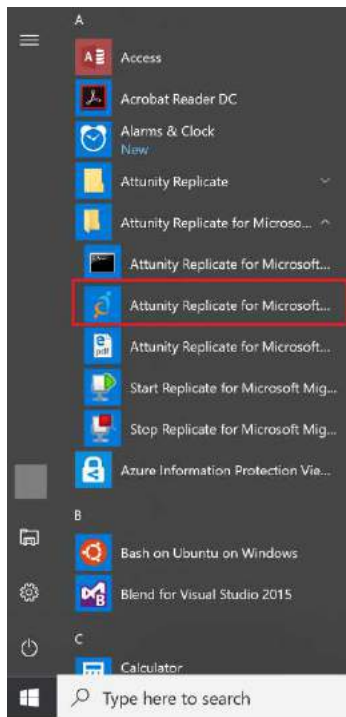 A
Access
Acrobat Reader DC
Alarms & Clock
New
Attunity Replicate
Attunity Replicate for Microso...
Attunity Replicate for Microsoft...
Attunity Replicate for Microsoft...
pdf
Attunity Replicate for Microsoft...
Start Replicate for Microsoft Mig...
Stop Replicate for Microsoft Mig...
Azure Information Protection Vie...
B
Bash on Ubuntu on Windows
Blend for Visual Studio 2015
C
Calculator
Type here to search